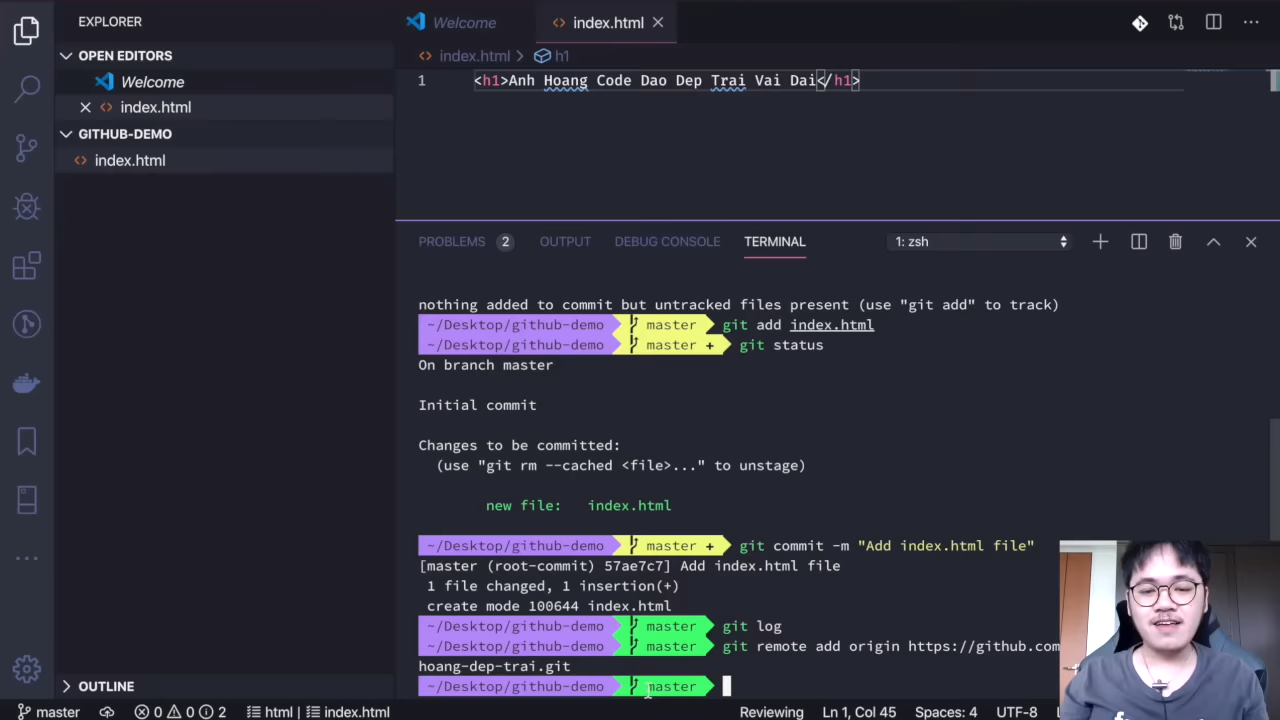 EXPLORER
OPEN EDITORS
Welcome
index.html
GITHUB-DEMO
index.html
OUTLINE
Welcome
index.html
index.html > h1
1 <h1>Anh Hoang Code Dao Dep Trai Vai Dai</h1>
PROBLEMS 2 OUTPUT DEBUG CONSOLE TERMINAL 1: zsh
nothing added to commit but untracked files present (use "git add" to track)
~/Desktop/github-demo master git add index.html
~/Desktop/github-demo master + git status
On branch master
Initial commit
Changes to be committed:
(use "git rm --cached <file>..." to unstage)
new file: index.html
~/Desktop/github-demo master + git commit -m "Add index.html file"
[master (root-commit) 57ae7c7] Add index.html file
1 file changed, 1 insertion(+)
create mode 100644 index.html
~/Desktop/github-demo master git log
~/Desktop/github-demo master git remote add origin https://github.com
hoang-dep-trai.git
~/Desktop/github-demo master
master 0 0 2 html | index.html Reviewing Ln 1, Col 45 Spaces: 4 UTF-8